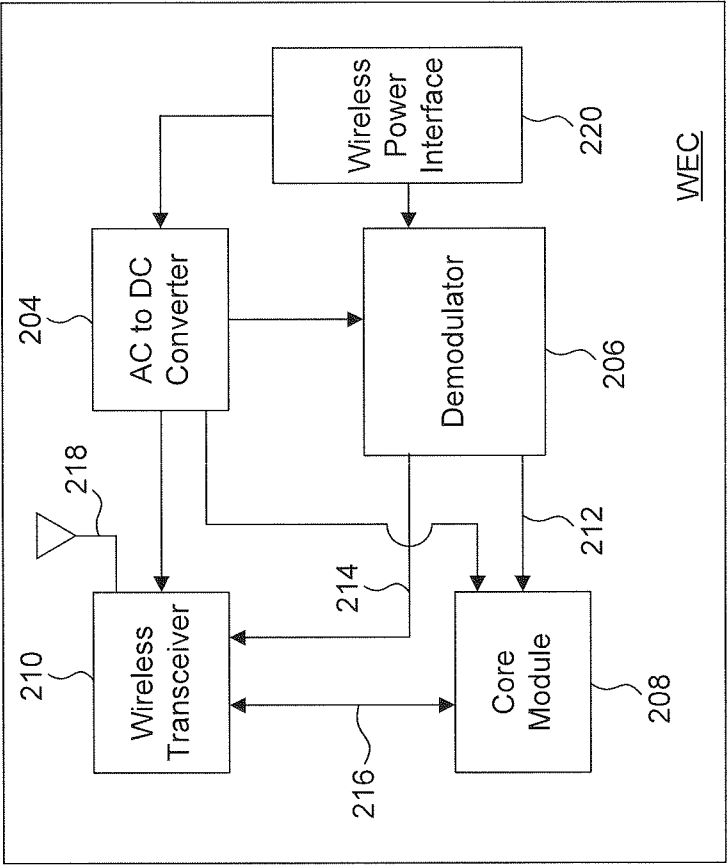 210
218
204
Wireless
Transceiver
AC to DC
Converter
216
214
Wireless
Power
Interface
Demodulator
Core
Module
208
212
206
220
WEC